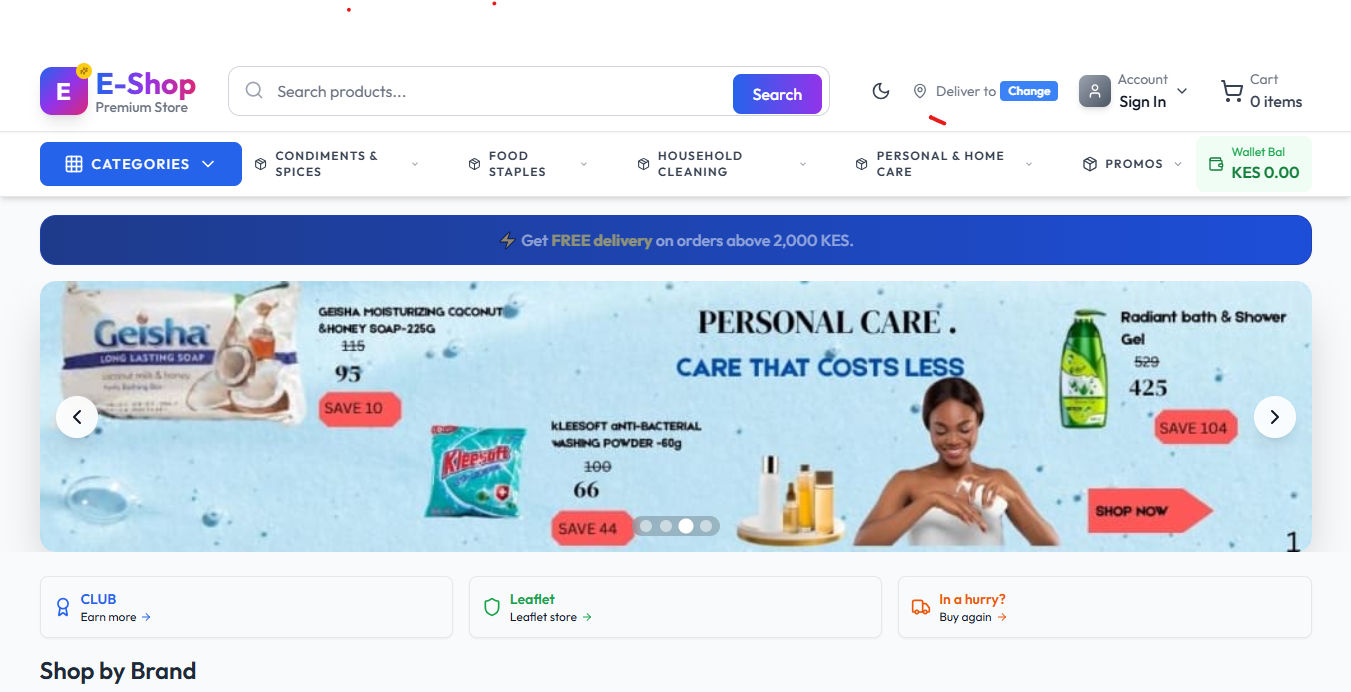 E
E-Shop
Premium Store
Search products...
Search
Deliver to Change
Account
Sign In
Cart
0 items
CATEGORIES
CONDIMENTS &
SPICES
FOOD
STAPLES
HOUSEHOLD
CLEANING
PERSONAL & HOME
CARE
PROMOS
Wallet Bal
KES 0.00
Get FREE delivery on orders above 2,000 KES.
Geisha
LONG LASTING SOAP
coconut milk & honey
GEISHA MOISTURIZING COCONUT
&HONEY SOAP-225G
115
95
SAVE 10
Kleesoft
KLEESOFT ANTI-BACTERIAL
WASHING POWDER -60g
100
66
SAVE 44
PERSONAL CARE .
CARE THAT COSTS LESS
Radiant bath & Shower
Gel
529
425
SAVE 104
SHOP NOW
1
CLUB
Earn more →
Leaflet
Leaflet store →
In a hurry?
Buy again →
Shop by Brand